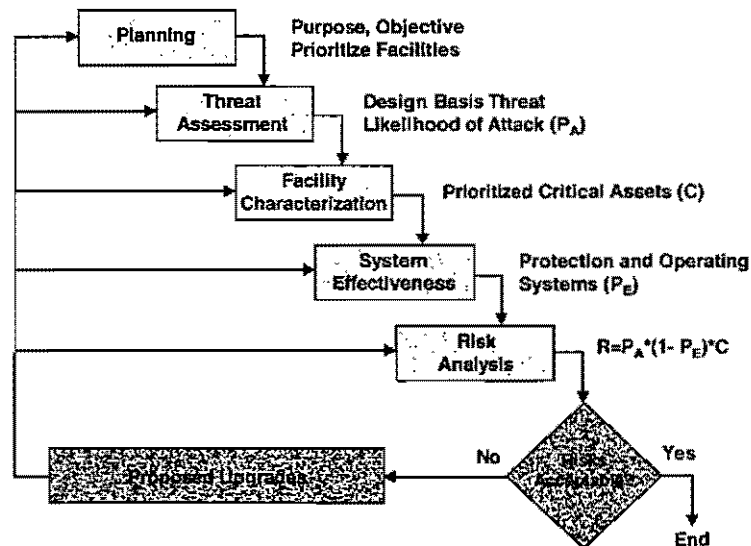 Planning
Purpose, Objective
Prioritize Facilities
Threat
Assessment
Design Basis Threat
Likelihood of Attack (PA)
Facility
Characterization
Prioritized Critical Assets (C)
System
Effectiveness
Protection and Operating
Systems (PE)
Risk
Analysis
R=PA*(1- PE)*C
No
Risks
Acceptable?
Yes
Proposed Upgrades
End